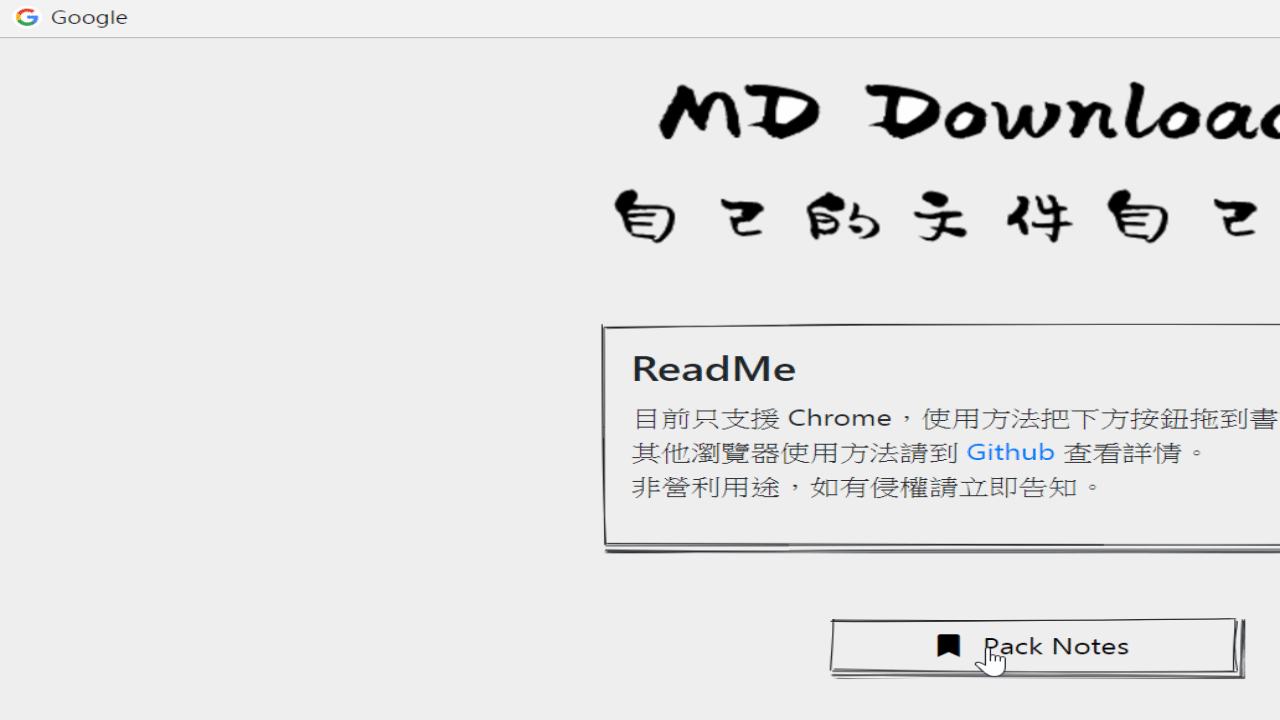 Google
MD Downloa
自己的文件自己
ReadMe
目前只支援 Chrome，使用方法把下方按鈕拖到書
其他瀏覽器使用方法請到 Github 查看詳情。
非營利用途，如有侵權請立即告知。
Pack Notes